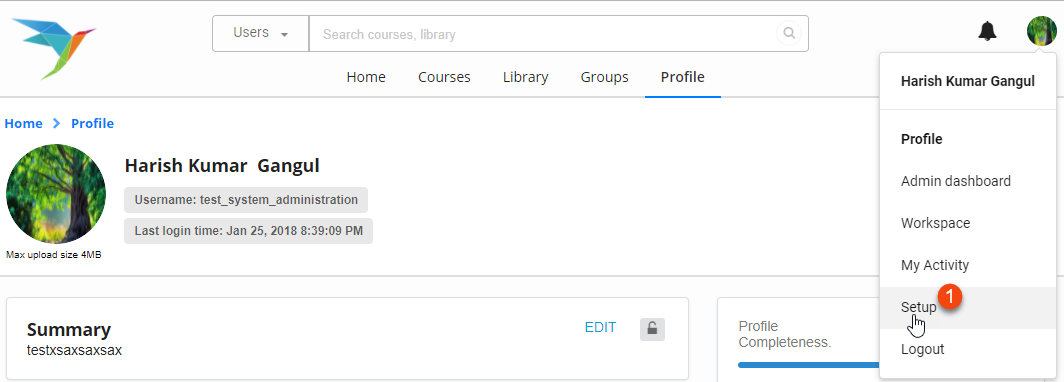 Users
Search courses, library
Home Courses Library Groups Profile
Harish Kumar Gangul
Profile
Admin dashboard
Workspace
My Activity
Setup
1
Logout
Home Profile
Harish Kumar Gangul
Username: test_system_administration
Last login time: Jan 25, 2018 8:39:09 PM
Max upload size 4MB
Summary
EDIT
testxsaxsaxsax
Profile
Completeness.